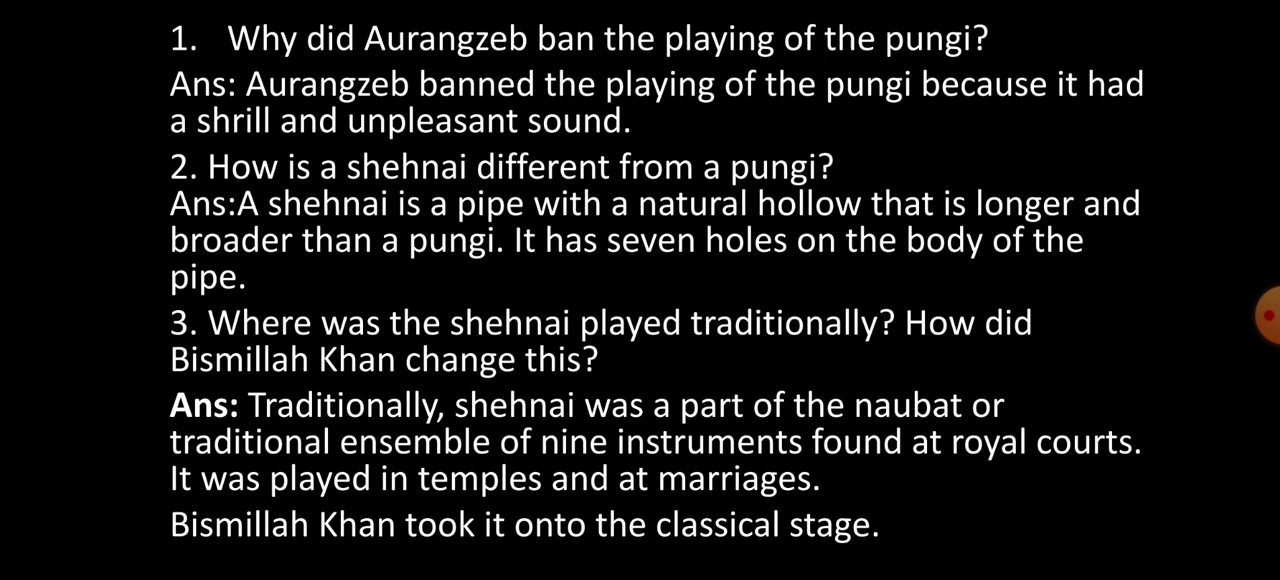 1. Why did Aurangzeb ban the playing of the pungi?
Ans: Aurangzeb banned the playing of the pungi because it had
a shrill and unpleasant sound.
2. How is a shehnai different from a pungi?
Ans:A shehnai is a pipe with a natural hollow that is longer and
broader than a pungi. It has seven holes on the body of the
pipe.
3. Where was the shehnai played traditionally? How did
Bismillah Khan change this?
Ans: Traditionally, shehnai was a part of the naubat or
traditional ensemble of nine instruments found at royal courts.
It was played in temples and at marriages.
Bismillah Khan took it onto the classical stage.